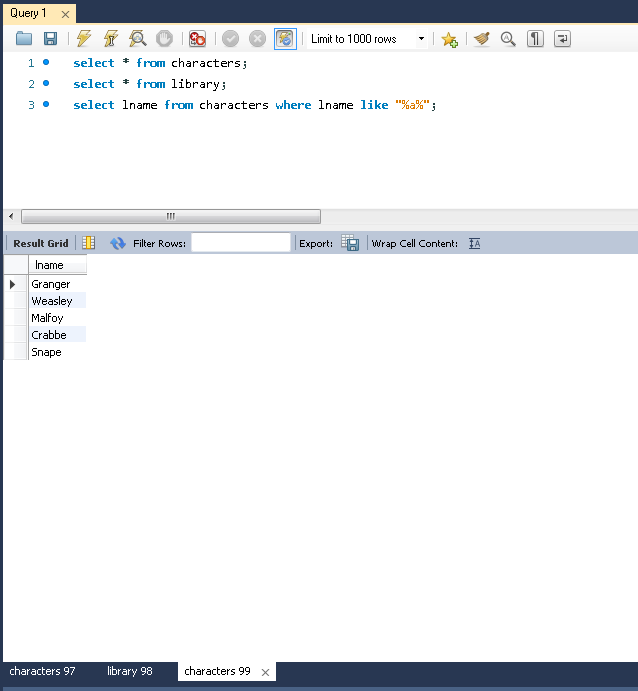 Query 1
Limit to 1000 rows
1 select * from characters;
2 select * from library;
3 select lname from characters where lname like "%a%";
Result Grid Filter Rows: Export: Wrap Cell Content:
lname
Granger
Weasley
Malfoy
Crabbe
Snape
characters 97 library 98 characters 99